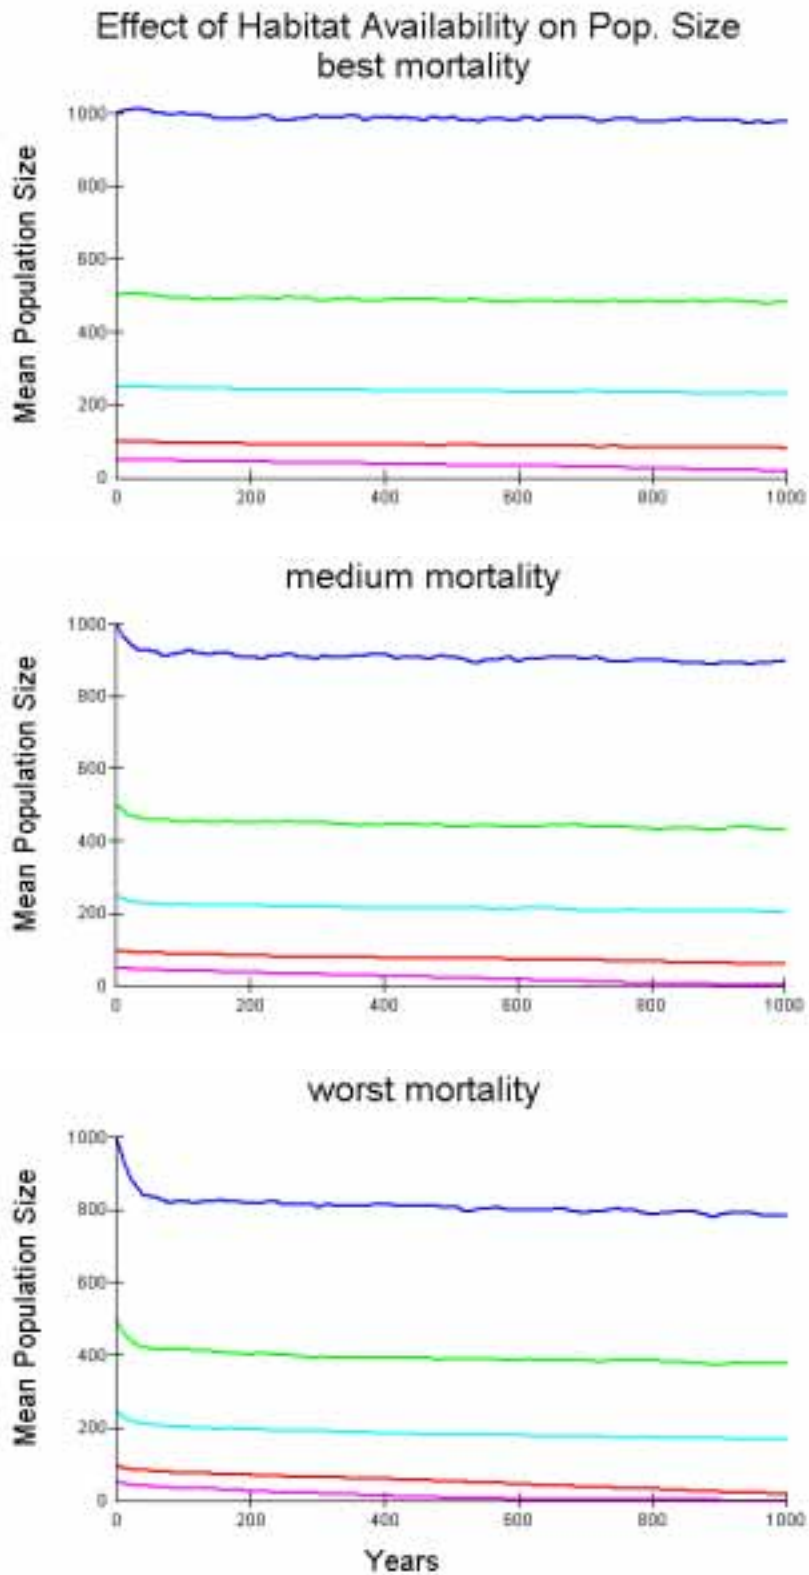 Effect of Habitat Availability on Pop. Size
best mortality
Mean Population Size
1000
800
600
400
200
0
0 200 400 600 800 1000
medium mortality
Mean Population Size
1000
800
600
400
200
0
0 200 400 600 800 1000
worst mortality
Mean Population Size
1000
800
600
400
200
0
0 200 400 600 800 1000
Years